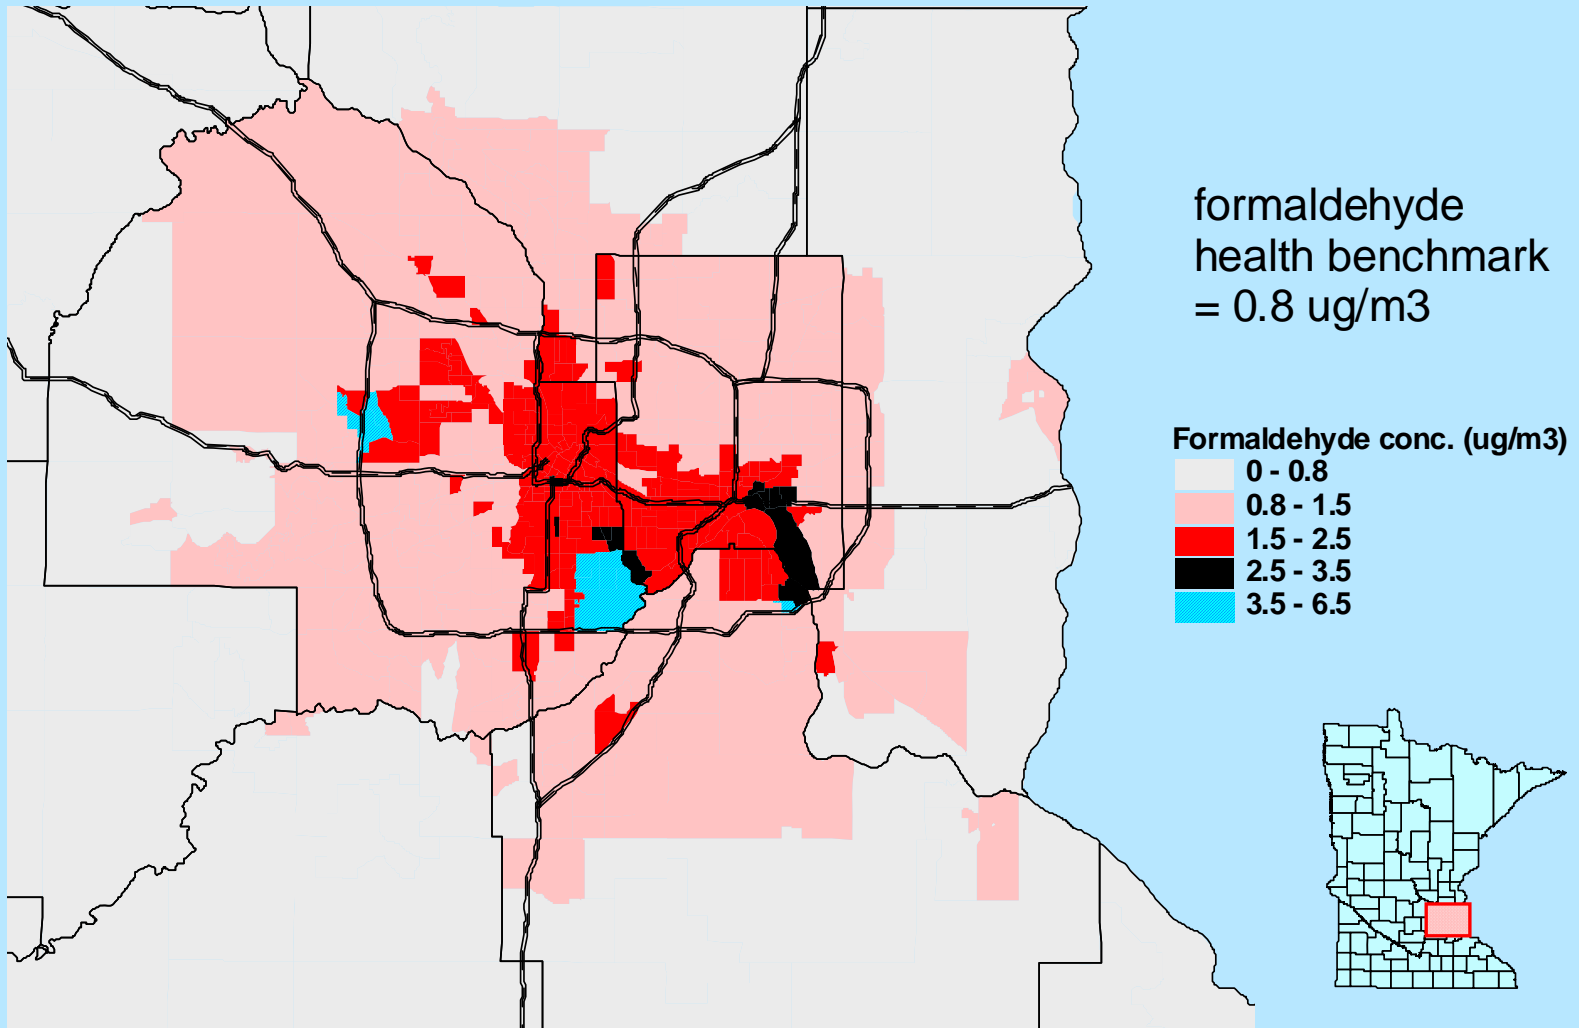 formaldehyde
health benchmark
= 0.8 ug/m3
Formaldehyde conc. (ug/m3)
0 - 0.8
0.8 - 1.5
1.5 - 2.5
2.5 - 3.5
3.5 - 6.5